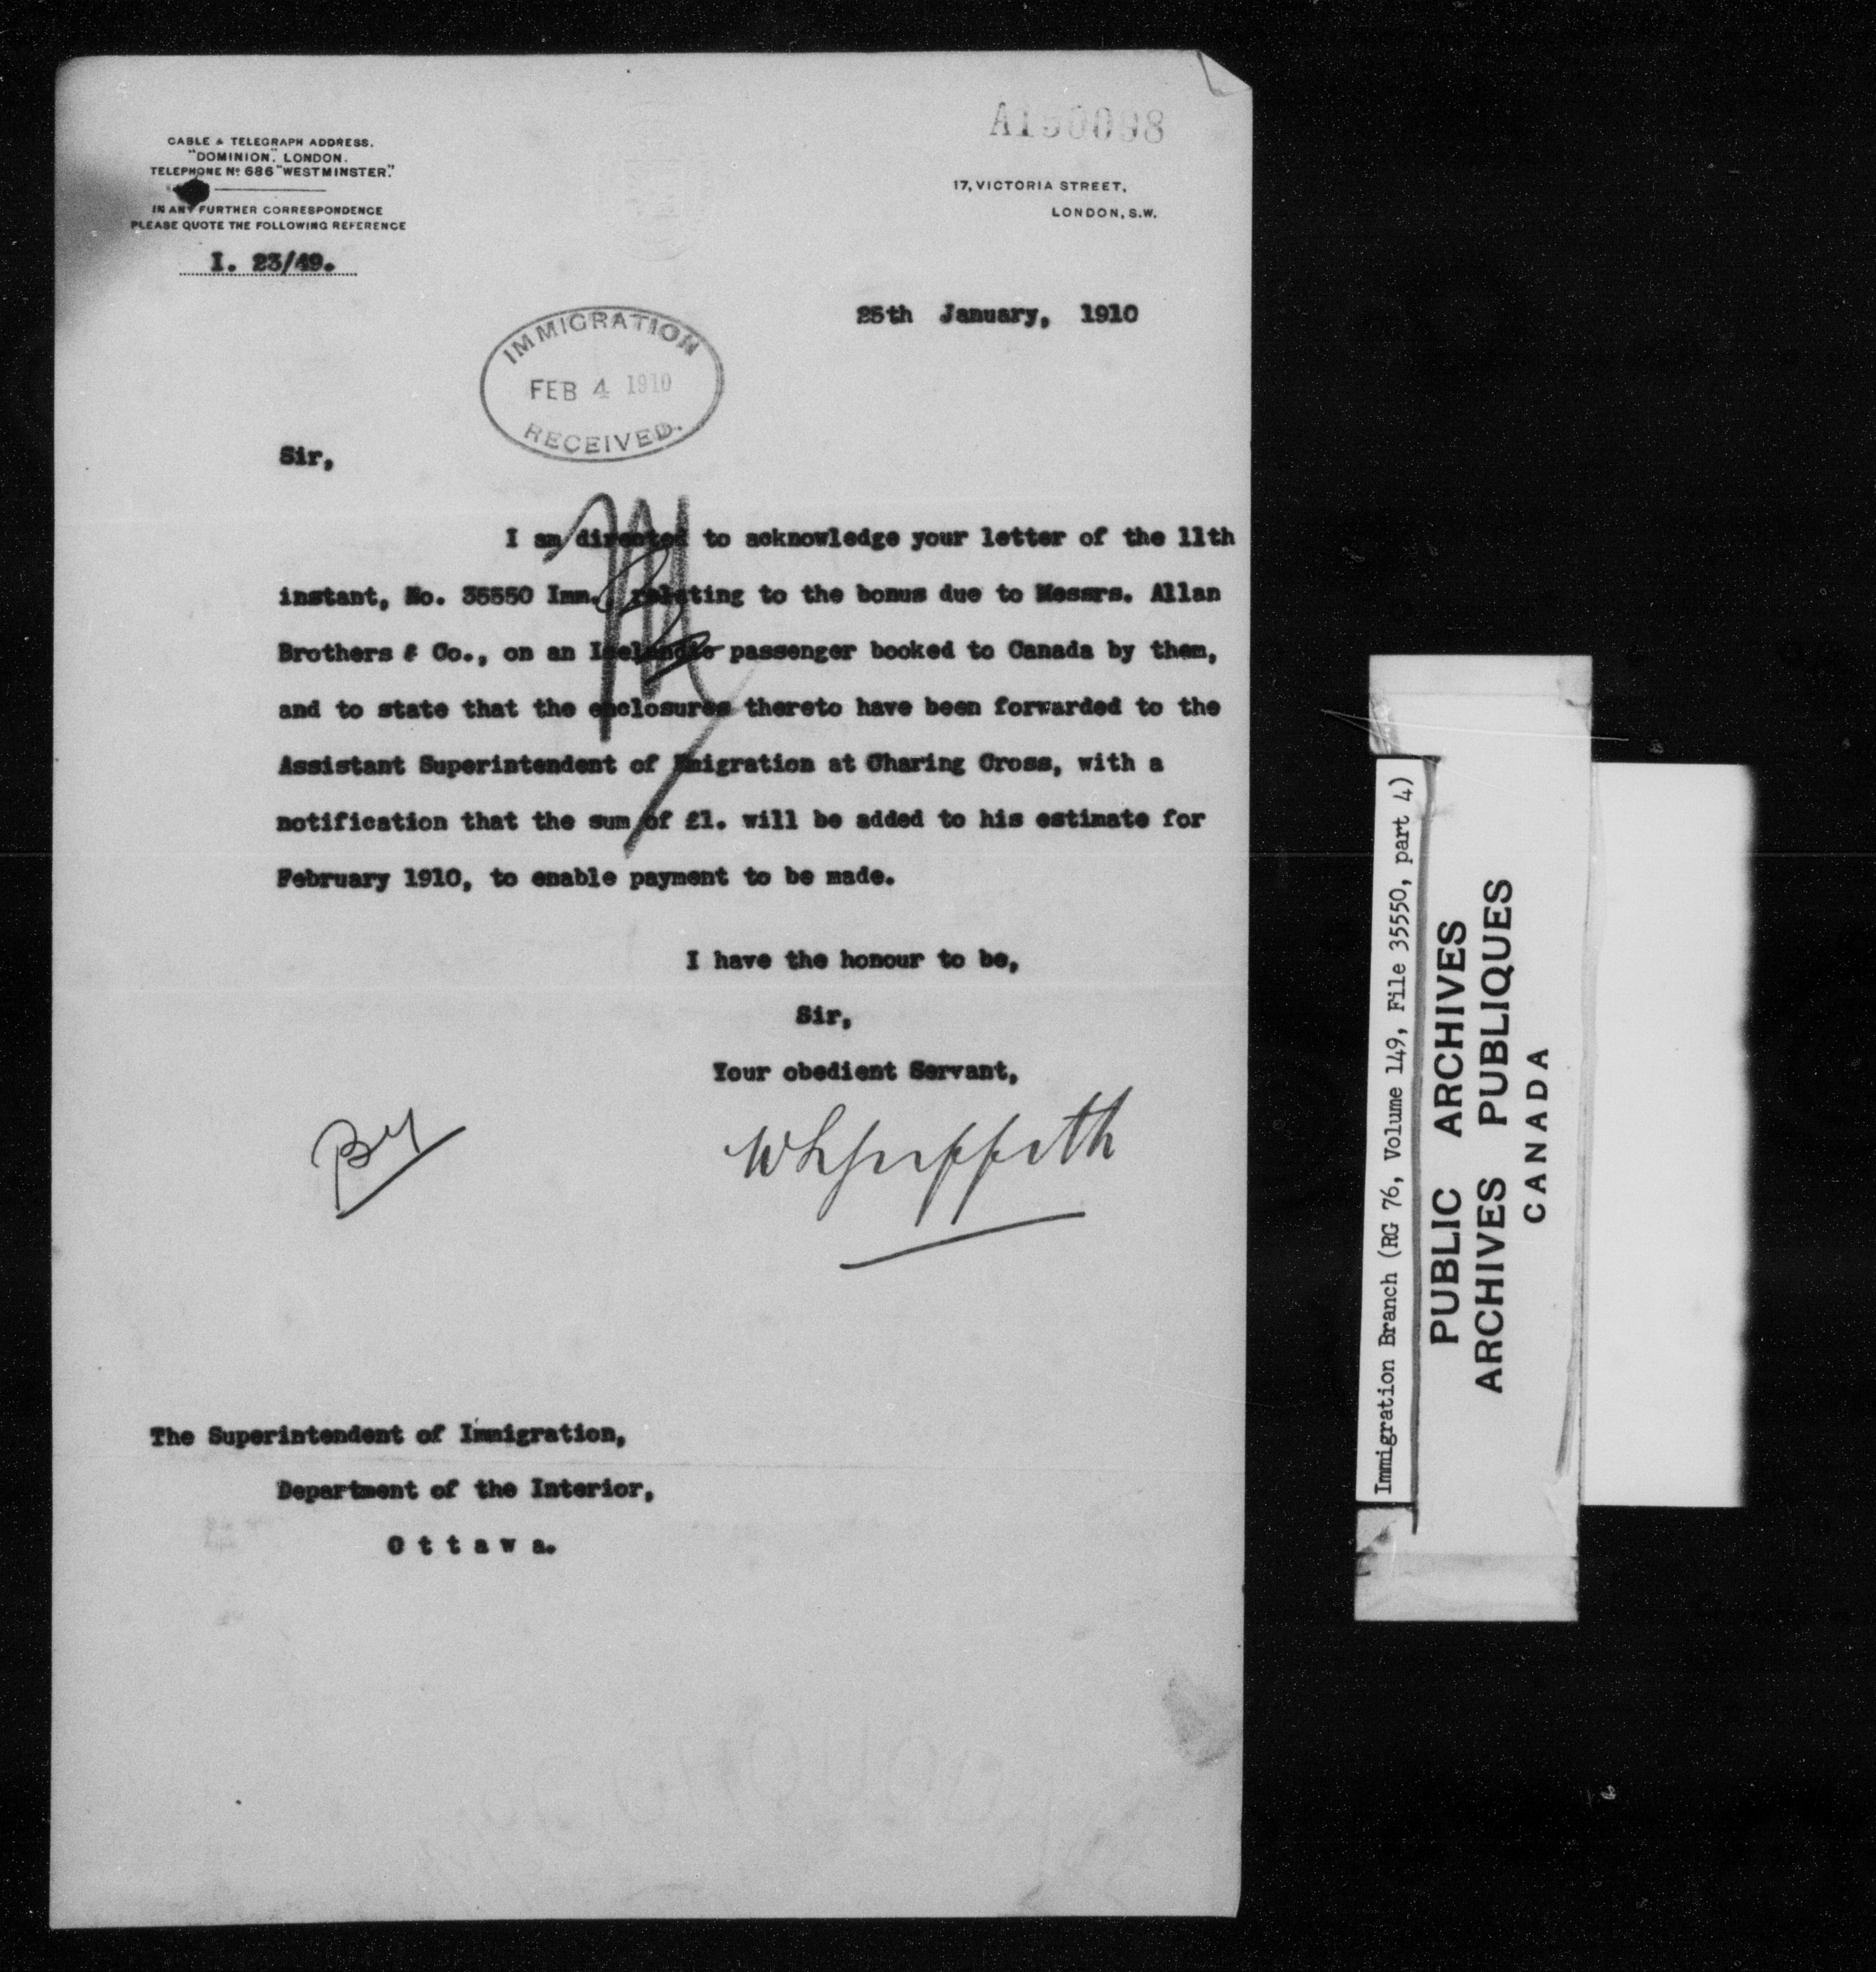 A190098
CABLE & TELEGRAPH ADDRESS,
"DOMINION", LONDON.
TELEPHONE No 686 "WESTMINSTER."
IN ANY FURTHER CORRESPONDENCE
PLEASE QUOTE THE FOLLOWING REFERENCE
I. 23/49.
17, VICTORIA STREET,
LONDON, S.W.
25th January, 1910
IMMIGRATION
FEB 4 1910
RECEIVED.
Sir,
I am directed to acknowledge your letter of the 11th
instant, No. 35550 Imm., relating to the bonus due to Messrs. Allan
Brothers & Co., on an Icelandic passenger booked to Canada by them,
and to state that the enclosures thereto have been forwarded to the
Assistant Superintendent of Emigration at Charing Cross, with a
notification that the sum of £1. will be added to his estimate for
February 1910, to enable payment to be made.
I have the honour to be,
Sir,
Your obedient Servant,
W L Griffith
The Superintendent of Immigration,
Department of the Interior,
O t t a w a.
Immigration Branch (RG 76, Volume 149, File 35550, part 4)
PUBLIC ARCHIVES
ARCHIVES PUBLIQUES
CANADA